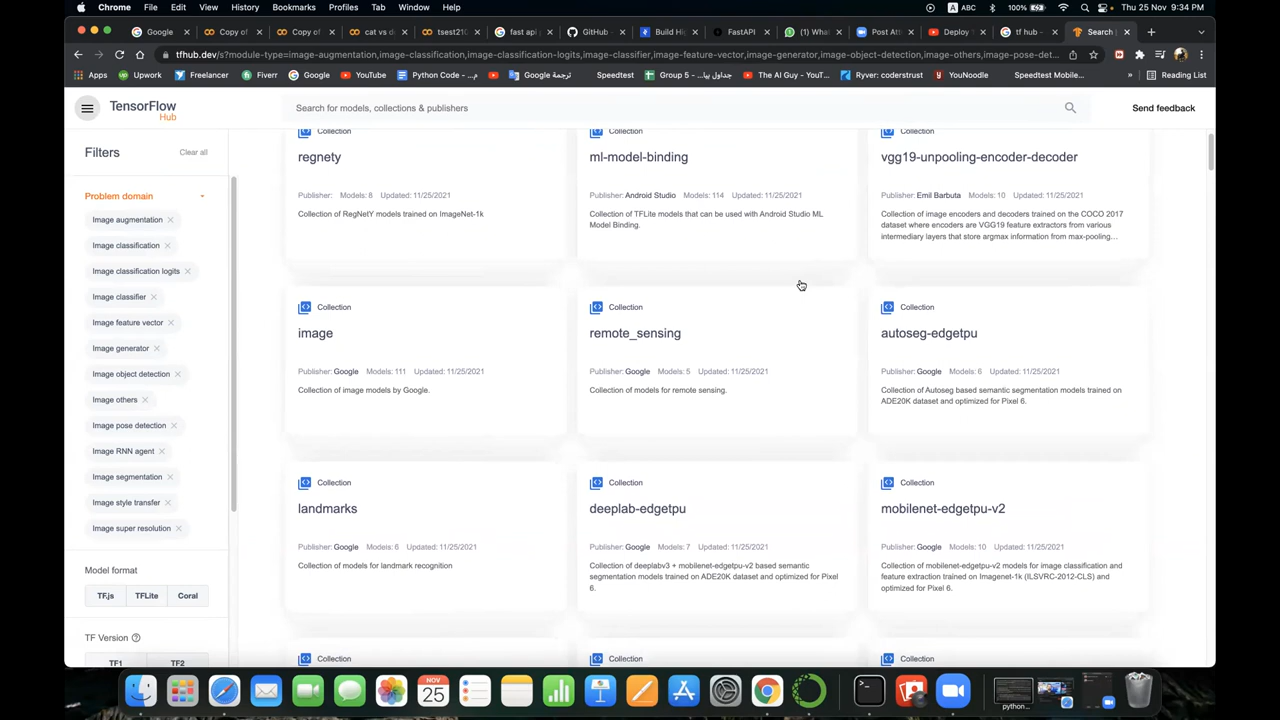 Chrome File Edit View History Bookmarks Profiles Tab Window Help
ABC 100% Thu 25 Nov 9:34 PM
Google Copy of Copy of cat vs d tsest210 fast api GitHub - Build Hig FastAPI (1) What Post Att Deploy T tf hub - Search
tfhub.dev/s?module-type=image-augmentation,image-classification,image-classification-logits,image-classifier,image-feature-vector,image-generator,image-object-detection,image-others,image-pose-det...
Apps Upwork Freelancer Fiverr Google YouTube Python Code -... Google ترجمة Speedtest Group 5 - جداول The AI Guy - YouT... Ryver: coderstrust YouNoodle Speedtest Mobile... » Reading List
TensorFlow
Hub
Search for models, collections & publishers
Send feedback
Filters
Clear all
Problem domain
Image augmentation
Image classification
Image classification logits
Image classifier
Image feature vector
Image generator
Image object detection
Image others
Image pose detection
Image RNN agent
Image segmentation
Image style transfer
Image super resolution
Model format
TF.js TFLite Coral
TF Version
TF1 TF2
Collection
regnety
Publisher: Models: 8 Updated: 11/25/2021
Collection of RegNetY models trained on ImageNet-1k
Collection
ml-model-binding
Publisher: Android Studio Models: 114 Updated: 11/25/2021
Collection of TFLite models that can be used with Android Studio ML
Model Binding.
Collection
vgg19-unpooling-encoder-decoder
Publisher: Emil Barbuta Models: 10 Updated: 11/25/2021
Collection of image encoders and decoders trained on the COCO 2017
dataset where encoders are VGG19 feature extractors from various
intermediary layers that store argmax information from max-pooling...
Collection
image
Publisher: Google Models: 111 Updated: 11/25/2021
Collection of image models by Google.
Collection
remote_sensing
Publisher: Google Models: 5 Updated: 11/25/2021
Collection of models for remote sensing.
Collection
autoseg-edgetpu
Publisher: Google Models: 6 Updated: 11/25/2021
Collection of Autoseg based semantic segmentation models trained on
ADE20K dataset and optimized for Pixel 6.
Collection
landmarks
Publisher: Google Models: 6 Updated: 11/25/2021
Collection of models for landmark recognition
Collection
deeplab-edgetpu
Publisher: Google Models: 7 Updated: 11/25/2021
Collection of deeplabv3 + mobilenet-edgetpu-v2 based semantic
segmentation models trained on ADE20K dataset and optimized for Pixel
6.
Collection
mobilenet-edgetpu-v2
Publisher: Google Models: 10 Updated: 11/25/2021
Collection of mobilenet-edgetpu-v2 models for image classification and
feature extraction trained on Imagenet-1k (ILSVRC-2012-CLS) and
optimized for Pixel 6.
Collection
Collection
Collection
NOV
25
python...